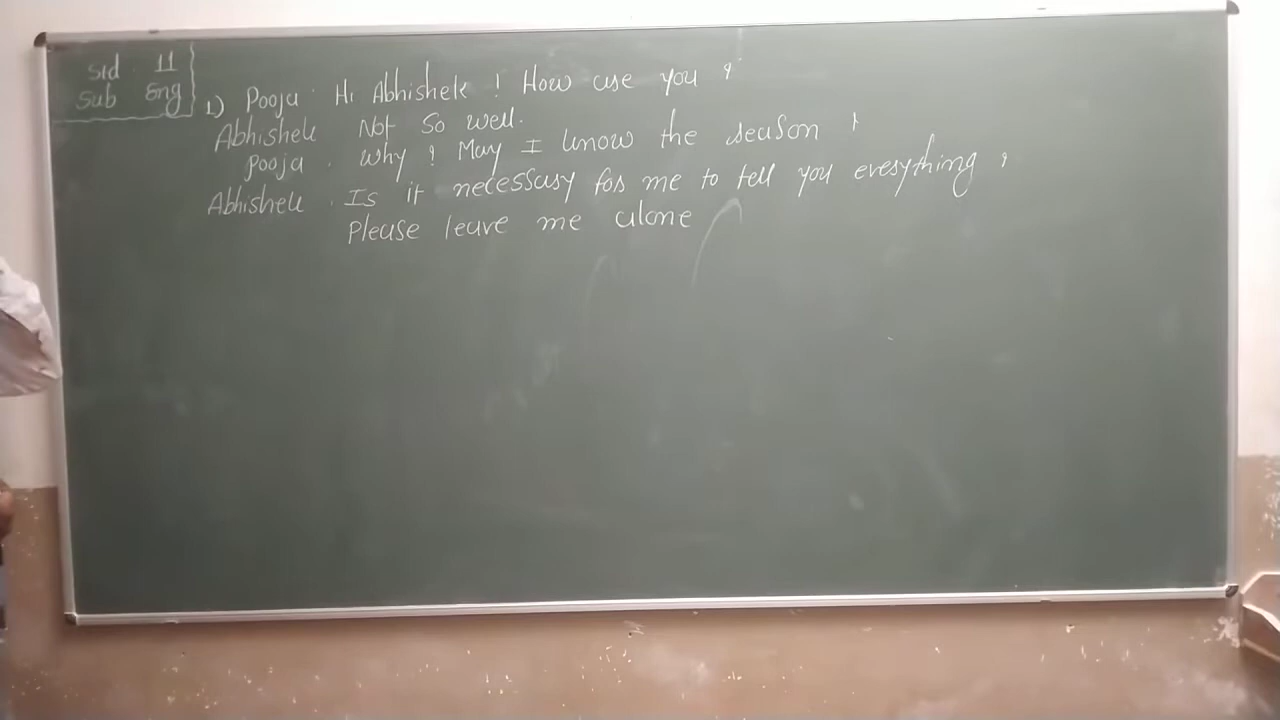 Std 11
Sub Eng
1) Pooja : Hi Abhishek ! How are you ?
Abhishek Not So well.
Pooja . Why ? May I know the reason ?
Abhishek . Is it necessary for me to tell you everything ?
Please leave me alone